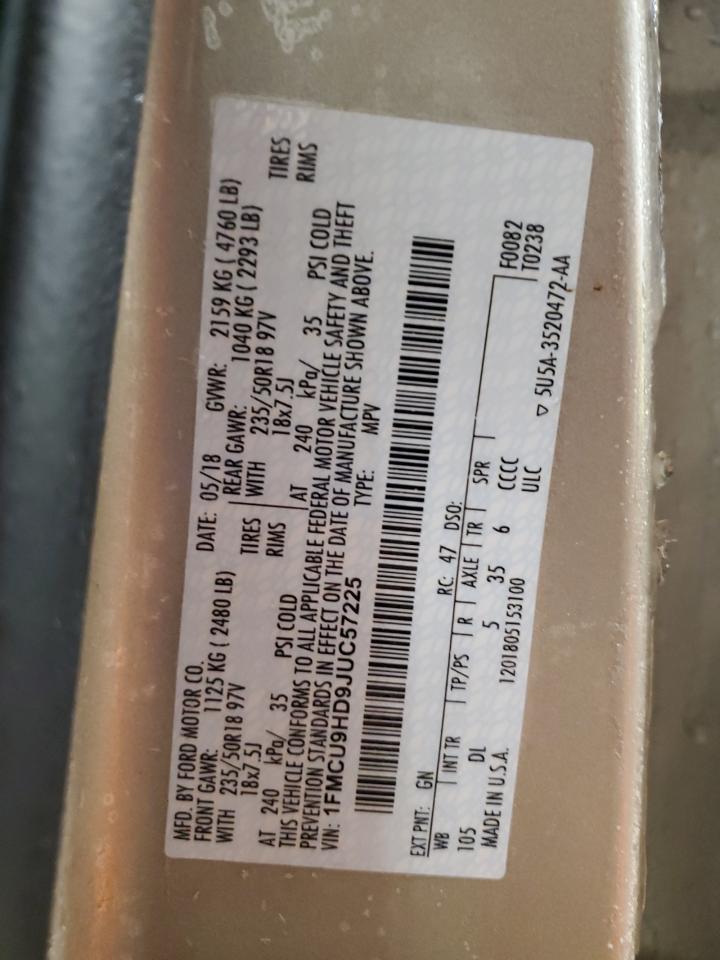 MFD. BY FORD MOTOR CO. DATE: 05/18 GVWR: 2159 KG ( 4760 LB)
FRONT GAWR: 1125 KG ( 2480 LB) REAR GAWR: 1040 KG ( 2293 LB)
WITH 235/50R18 97V TIRES WITH 235/50R18 97V TIRES
18x7.5J RIMS 18x7.5J RIMS
AT 240 kPa/ 35 PSI COLD AT 240 kPa/ 35 PSI COLD
THIS VEHICLE CONFORMS TO ALL APPLICABLE FEDERAL MOTOR VEHICLE SAFETY AND THEFT
PREVENTION STANDARDS IN EFFECT ON THE DATE OF MANUFACTURE SHOWN ABOVE.
VIN: 1FMCU9HD9JUC57225 TYPE: MPV
EXT PNT: GN RC: 47 DSO: F0082
WB INT TR TP/PS R AXLE TR SPR T0238
105 DL 5 35 6 CCCC
MADE IN U.S.A. 1201805153100 ULC
▽ 5U5A-3520472-AA